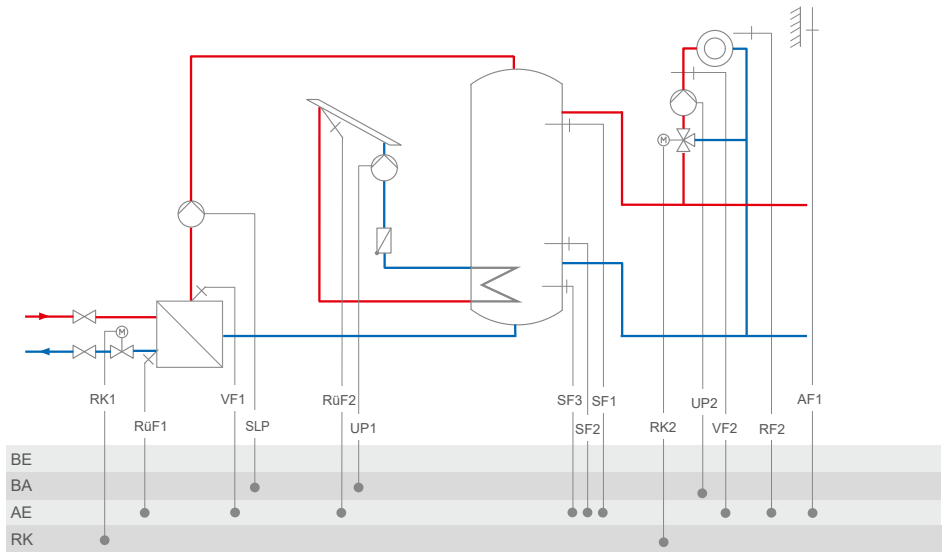 M
M
RK1
VF1
RüF2
SF3
SF1
UP2
RF2
AF1
RüF1
SLP
UP1
SF2
RK2
VF2
BE
BA
AE
RK